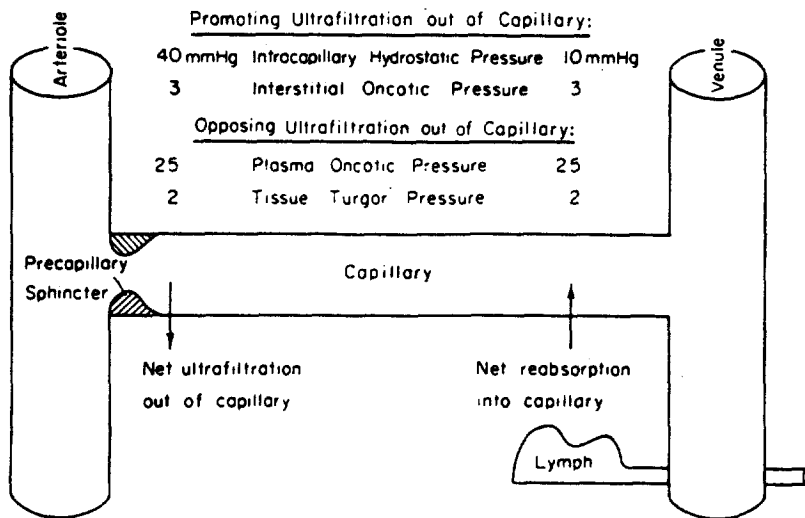 Promoting Ultrafiltration out of Capillary:
40 mmHg Intracapillary Hydrostatic Pressure 10 mmHg
3 Interstitial Oncotic Pressure 3
Opposing Ultrafiltration out of Capillary:
25 Plasma Oncotic Pressure 25
2 Tissue Turgor Pressure 2
Arteriole
Venule
Precapillary
Sphincter
Capillary
Net ultrafiltration
out of capillary
Net reabsorption
into capillary
Lymph